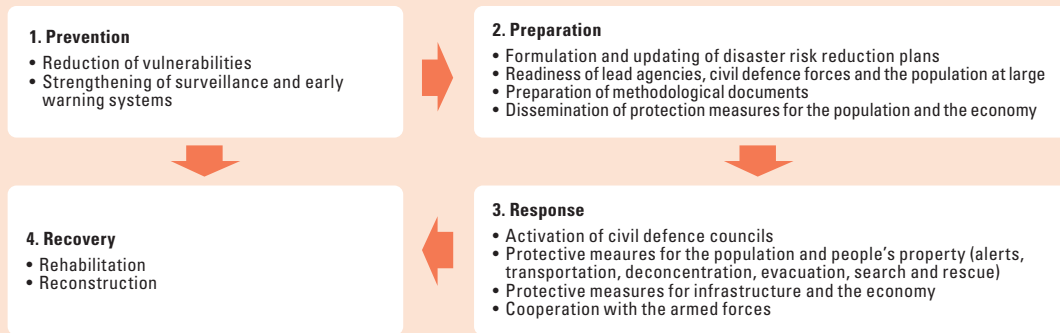 1. Prevention
• Reduction of vulnerabilities
• Strengthening of surveillance and early
warning systems
2. Preparation
• Formulation and updating of disaster risk reduction plans
• Readiness of lead agencies, civil defence forces and the population at large
• Preparation of methodological documents
• Dissemination of protection measures for the population and the economy
3. Response
• Activation of civil defence councils
• Protective meaures for the population and people's property (alerts,
transportation, deconcentration, evacuation, search and rescue)
• Protective measures for infrastructure and the economy
• Cooperation with the armed forces
4. Recovery
• Rehabilitation
• Reconstruction